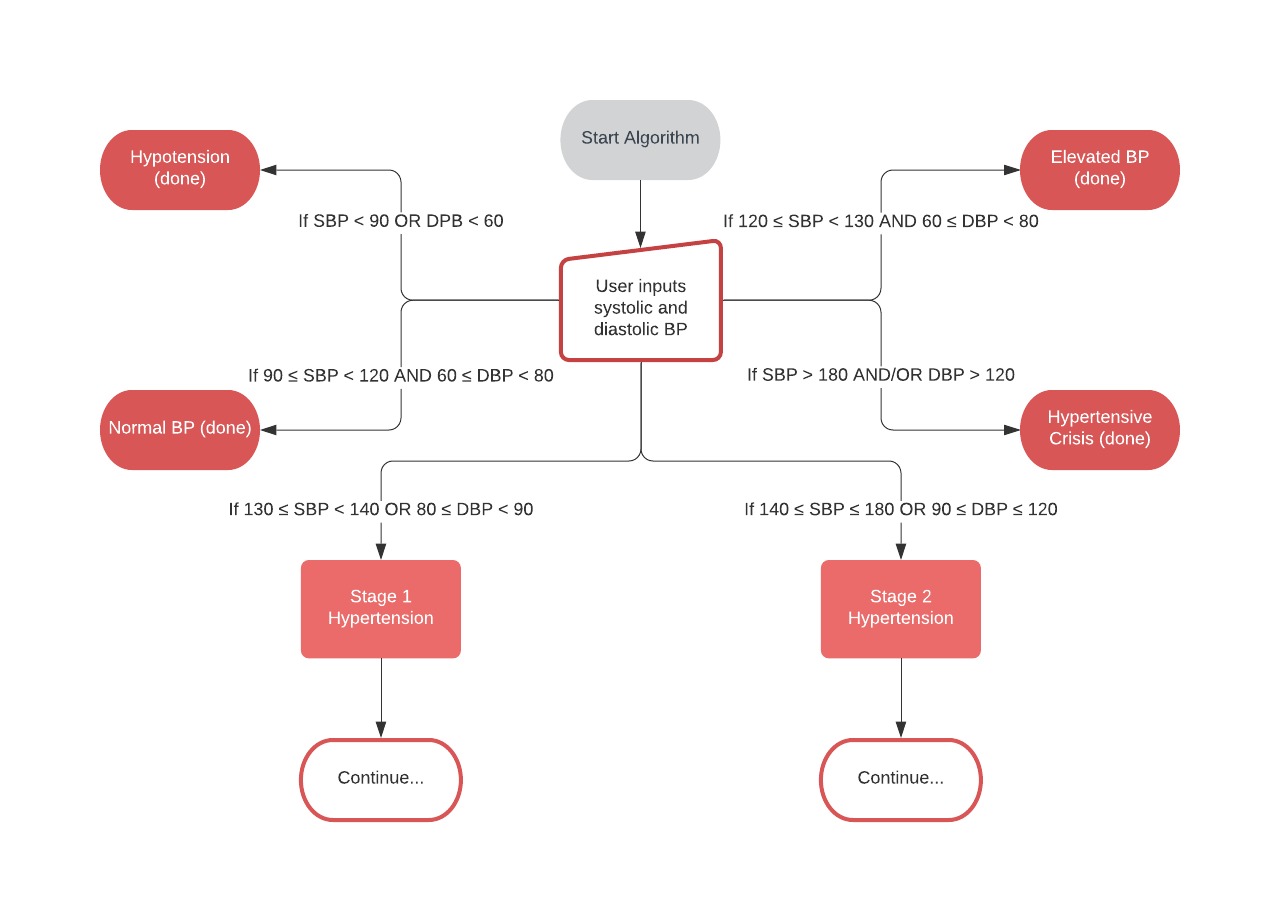 Start Algorithm
Hypotension
(done)
Elevated BP
(done)
If SBP < 90 OR DPB < 60
If 120 ≤ SBP < 130 AND 60 ≤ DBP < 80
User inputs
systolic and
diastolic BP
If 90 ≤ SBP < 120 AND 60 ≤ DBP < 80
If SBP > 180 AND/OR DBP > 120
Normal BP (done)
Hypertensive
Crisis (done)
If 130 ≤ SBP < 140 OR 80 ≤ DBP < 90
If 140 ≤ SBP ≤ 180 OR 90 ≤ DBP ≤ 120
Stage 1
Hypertension
Stage 2
Hypertension
Continue...
Continue...